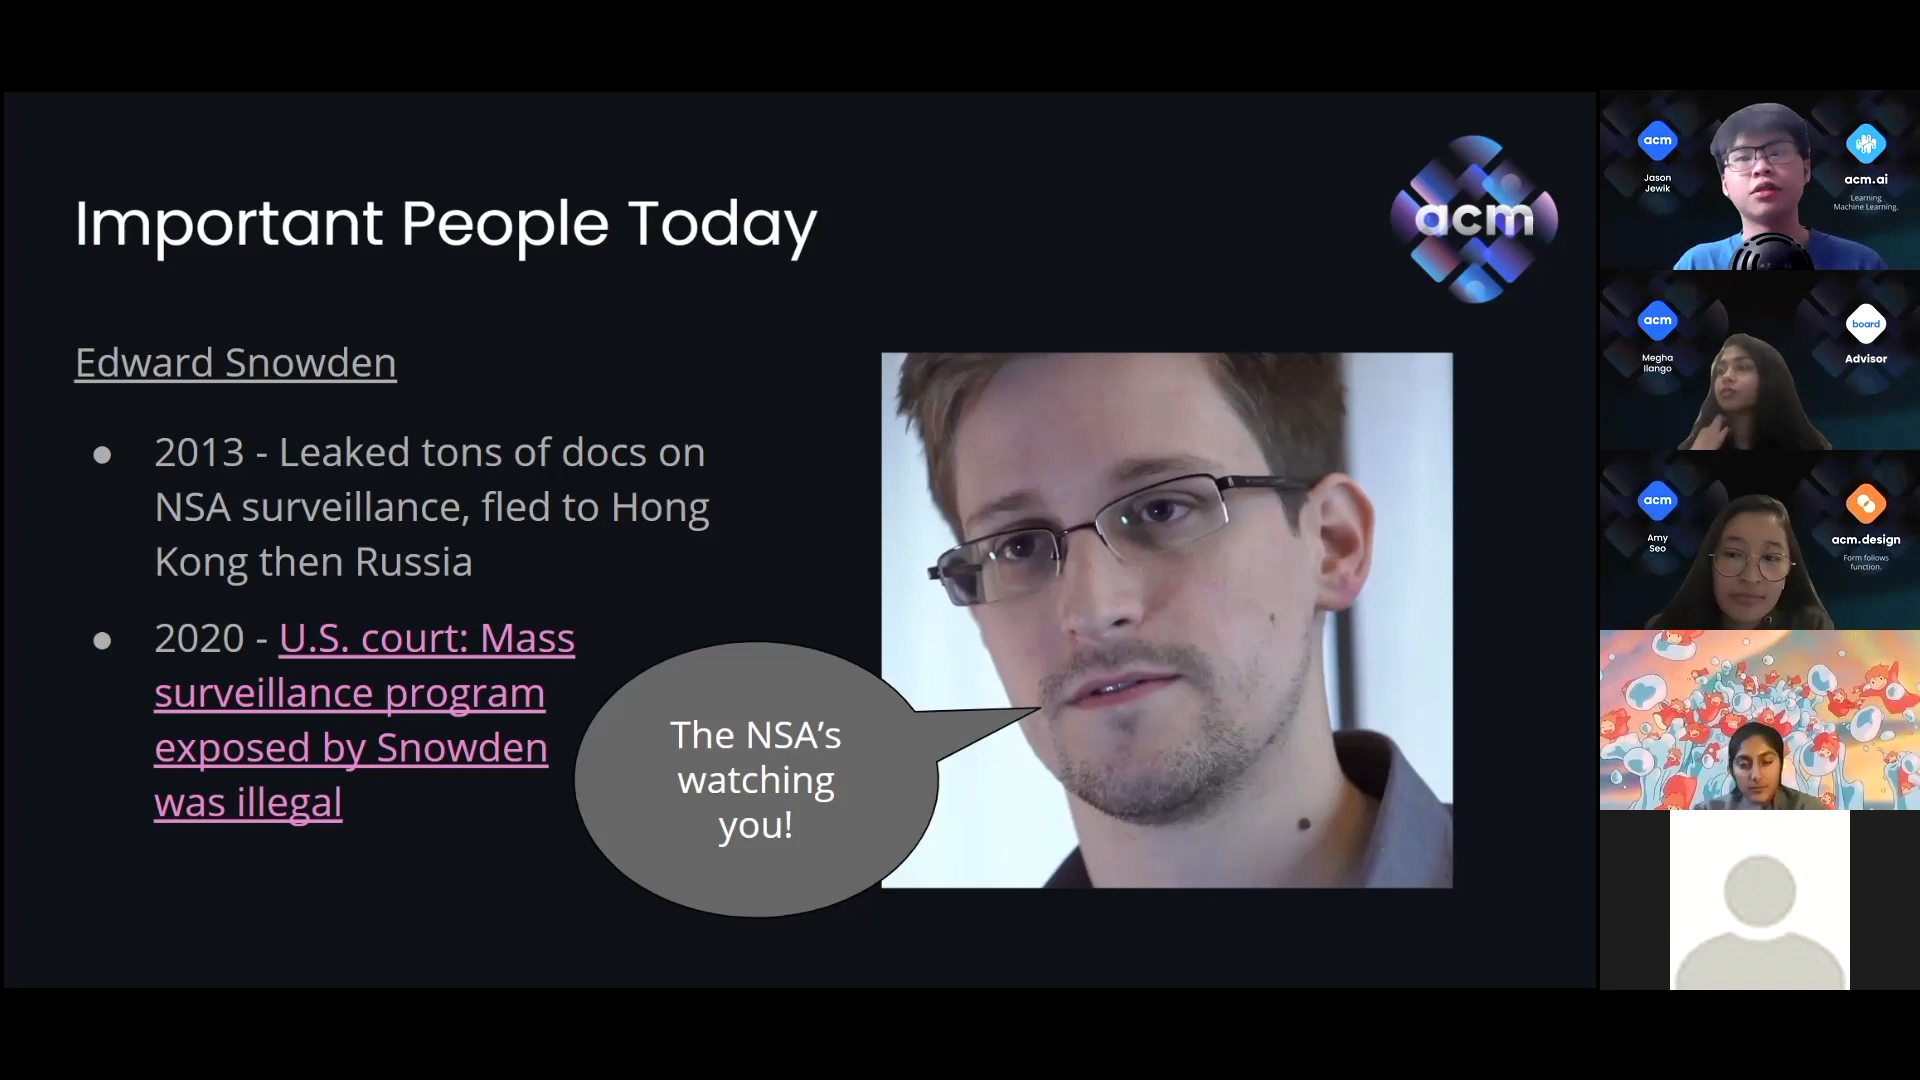 Important People Today
acm
Edward Snowden
● 2013 - Leaked tons of docs on
NSA surveillance, fled to Hong
Kong then Russia
● 2020 - U.S. court: Mass
surveillance program
exposed by Snowden
was illegal
The NSA's
watching
you!
acm
Jason
Jewik
acm.ai
Learning
Machine Learning.
acm
Megha
Ilango
board
Advisor
acm
Amy
Seo
acm.design
Form follows
function.